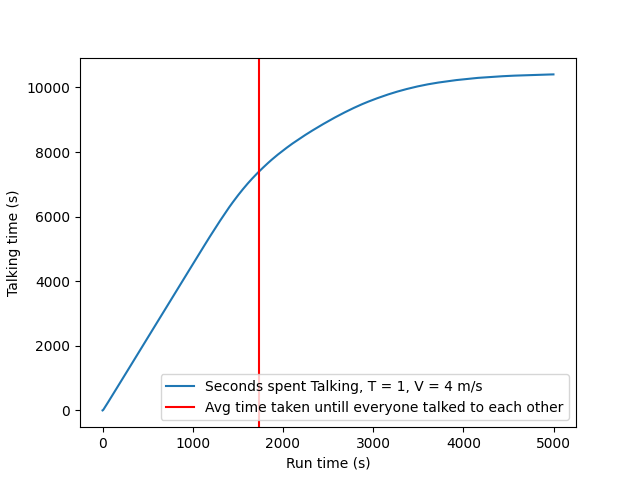 10000
8000
6000
4000
2000
0
Talking time (s)
Seconds spent Talking, T = 1, V = 4 m/s
Avg time taken untill everyone talked to each other
0 1000 2000 3000 4000 5000
Run time (s)